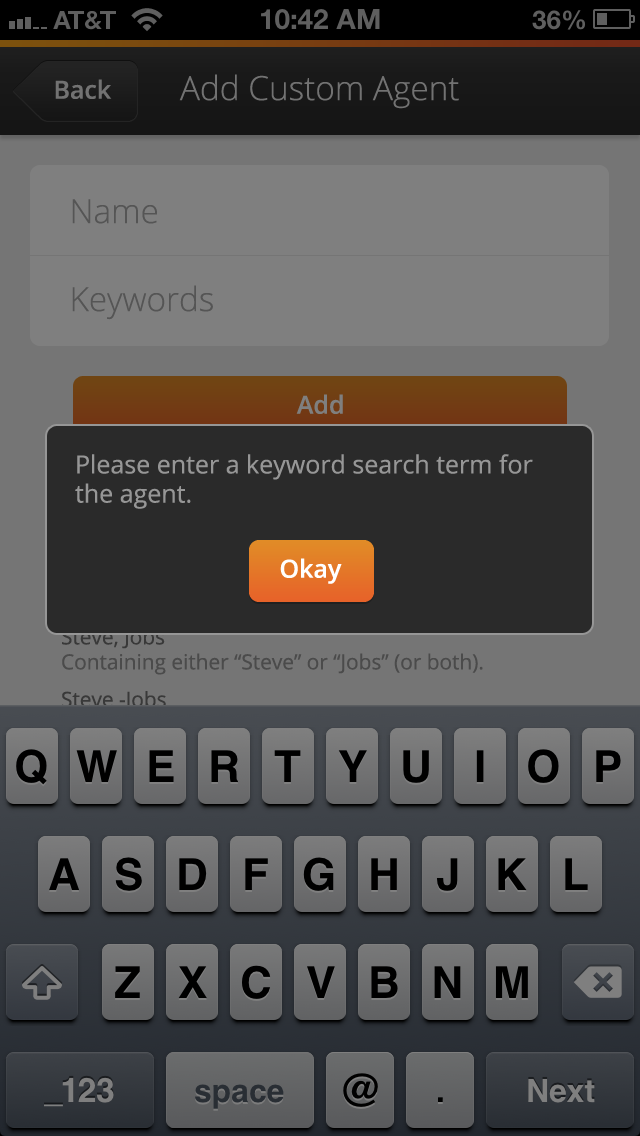 AT&T 10:42 AM 36%
Back Add Custom Agent
Name
Keywords
Add
Please enter a keyword search term for
the agent.
Okay
Steve, Jobs
Containing either “Steve” or “Jobs” (or both).
Steve -Jobs
Q W E R T Y U I O P
A S D F G H J K L
Z X C V B N M
_123 space @ . Next